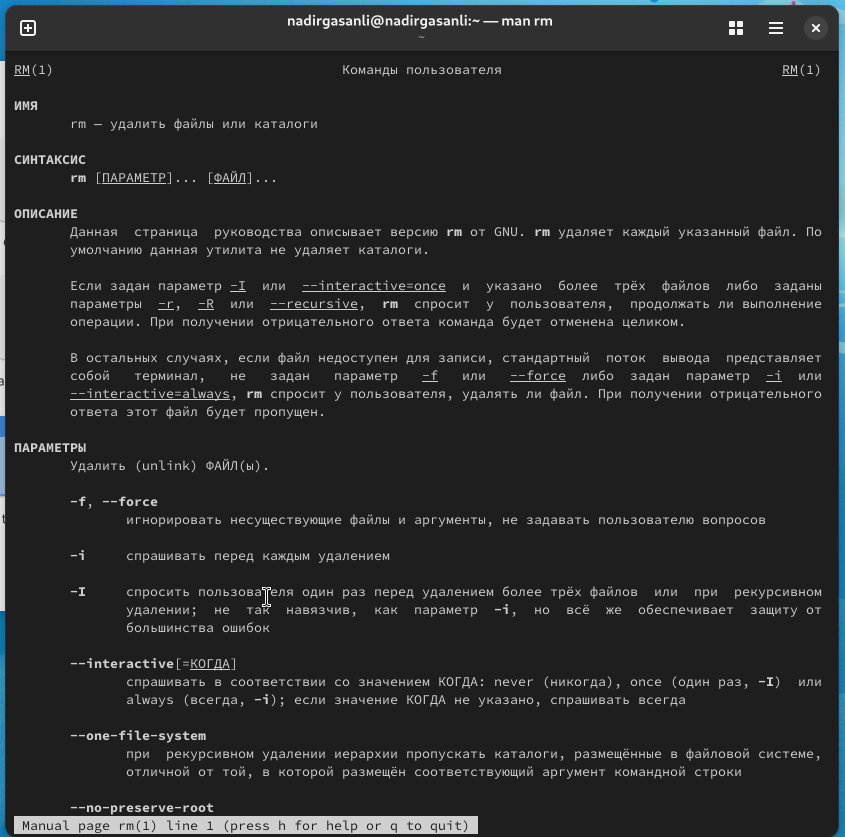 nadirgasanli@nadirgasanli:~ — man rm
~
RM(1) Команды пользователя RM(1)
ИМЯ
rm — удалить файлы или каталоги
СИНТАКСИС
rm [ПАРАМЕТР]... [ФАЙЛ]...
ОПИСАНИЕ
Данная страница руководства описывает версию rm от GNU. rm удаляет каждый указанный файл. По
умолчанию данная утилита не удаляет каталоги.
Если задан параметр -I или --interactive=once и указано более трёх файлов либо заданы
параметры -r, -R или --recursive, rm спросит у пользователя, продолжать ли выполнение
операции. При получении отрицательного ответа команда будет отменена целиком.
В остальных случаях, если файл недоступен для записи, стандартный поток вывода представляет
собой терминал, не задан параметр -f или --force либо задан параметр -i или
--interactive=always, rm спросит у пользователя, удалять ли файл. При получении отрицательного
ответа этот файл будет пропущен.
ПАРАМЕТРЫ
Удалить (unlink) ФАЙЛ(ы).
-f, --force
игнорировать несуществующие файлы и аргументы, не задавать пользователю вопросов
-i спрашивать перед каждым удалением
-I спросить пользователя один раз перед удалением более трёх файлов или при рекурсивном
удалении; не так навязчив, как параметр -i, но всё же обеспечивает защиту от
большинства ошибок
--interactive[=КОГДА]
спрашивать в соответствии со значением КОГДА: never (никогда), once (один раз, -I) или
always (всегда, -i); если значение КОГДА не указано, спрашивать всегда
--one-file-system
при рекурсивном удалении иерархии пропускать каталоги, размещённые в файловой системе,
отличной от той, в которой размещён соответствующий аргумент командной строки
--no-preserve-root
Manual page rm(1) line 1 (press h for help or q to quit)